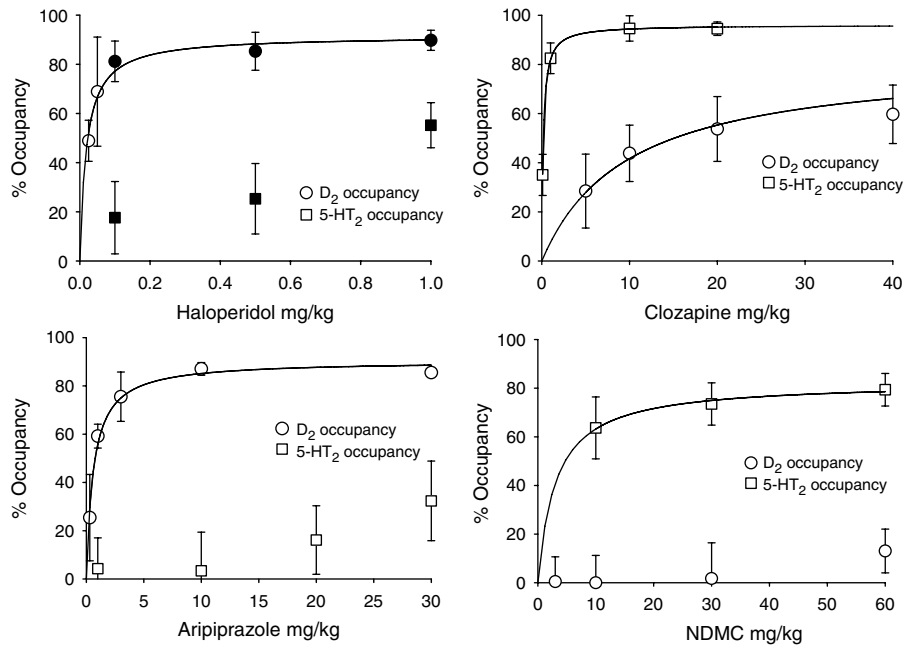 % Occupancy
100
80
60
40
20
0
D2 occupancy
5-HT2 occupancy
0.0 0.2 0.4 0.6 0.8 1.0
Haloperidol mg/kg
% Occupancy
100
80
60
40
20
0
D2 occupancy
5-HT2 occupancy
0 10 20 30 40
Clozapine mg/kg
% Occupancy
100
80
60
40
20
0
D2 occupancy
5-HT2 occupancy
0 5 10 15 20 25 30
Aripiprazole mg/kg
% Occupancy
100
80
60
40
20
0
D2 occupancy
5-HT2 occupancy
0 10 20 30 40 50 60
NDMC mg/kg